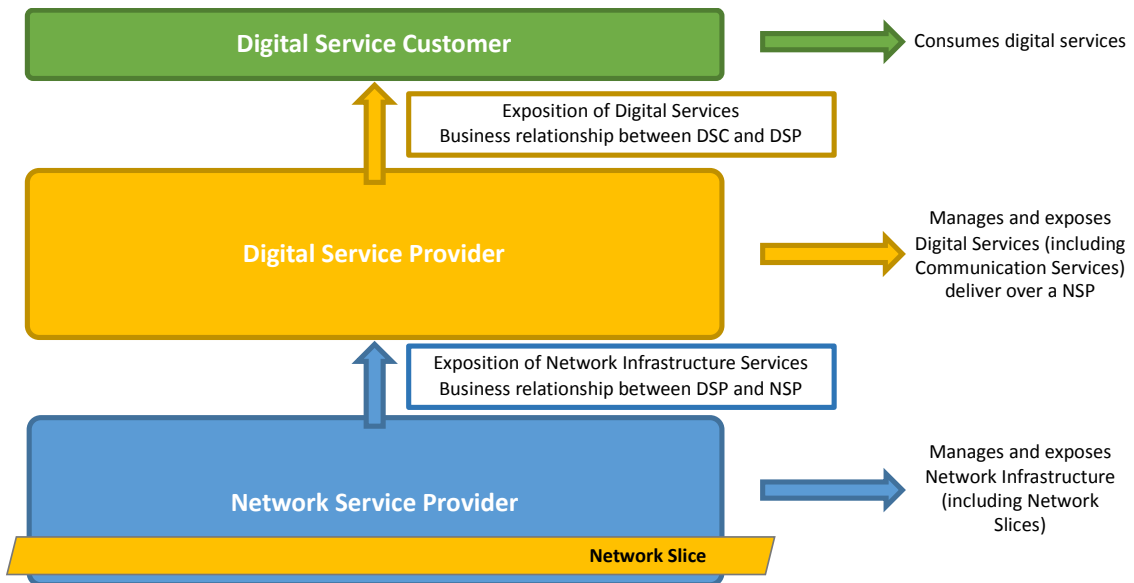 Digital Service Customer
Consumes digital services
Exposition of Digital Services
Business relationship between DSC and DSP
Digital Service Provider
Manages and exposes
Digital Services (including
Communication Services)
deliver over a NSP
Exposition of Network Infrastructure Services
Business relationship between DSP and NSP
Network Service Provider
Manages and exposes
Network Infrastructure
(including Network
Slices)
Network Slice